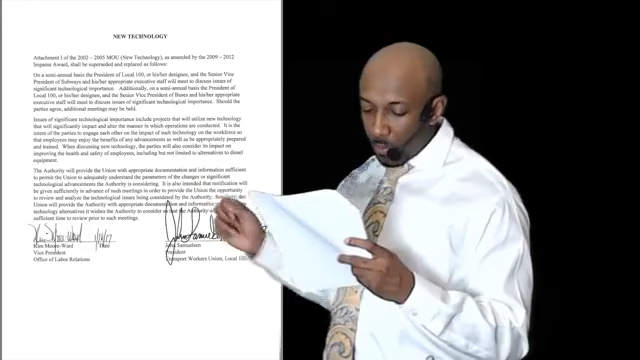 NEW TECHNOLOGY
Attachment I of the 2002 – 2005 MOU (New Technology), as amended by the 2009 – 2012
Impasse Award, shall be superseded and replaced as follows:
On a semi-annual basis the President of Local 100, or his/her designee, and the Senior Vice
President of Subways and his/her appropriate executive staff will meet to discuss issues of
significant technological importance. Additionally, on a semi-annual basis the President of
Local 100, or his/her designee, and the Senior Vice President of Buses and his/her appropriate
executive staff will meet to discuss issues of significant technological importance. Should the
parties agree, additional meetings may be held.
Issues of significant technological importance include projects that will utilize new technology
that will significantly impact and alter the manner in which operations are conducted. It is the
intent of the parties to engage each other on the impact of such technology on the workforce so
that employees may enjoy the benefits of any advancements as well as be appropriately prepared
and trained. When discussing new technology, the parties will also consider its impact on
improving the health and safety of employees, including but not limited to alternatives to diesel
equipment.
The Authority will provide the Union with appropriate documentation and information sufficient
to permit the Union to adequately understand the parameters of the changes or significant
technological advancements the Authority is considering. It is also intended that notification will
be given sufficiently in advance of such meetings in order to provide the Union the opportunity
to review and analyze the technological issues being considered by the Authority.
Union will provide the Authority with appropriate documentation and
technology alternatives it wishes the Authority to consider so that the Authority
sufficient time to review prior to such meetings.
Kim Moore-Ward Date
Vice President
Office of Labor Relations
John Samuelsen
President
Transport Workers Union, Local 100